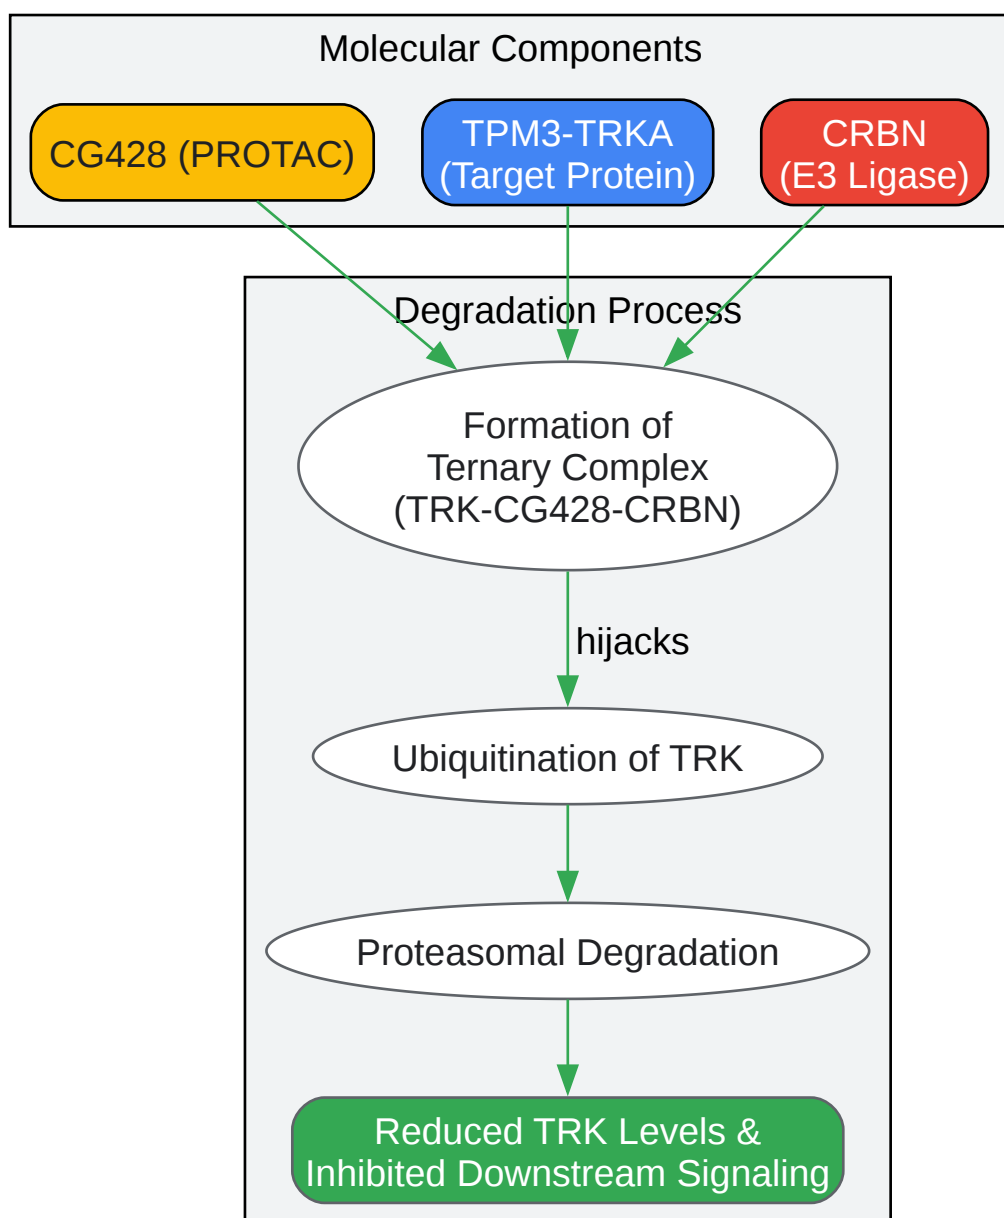 Molecular Components
CG428 (PROTAC)
TPM3-TRKA
(Target Protein)
CRBN
(E3 Ligase)
Degradation Process
Formation of
Ternary Complex
(TRK-CG428-CRBN)
hijacks
Ubiquitination of TRK
Proteasomal Degradation
Reduced TRK Levels &
Inhibited Downstream Signaling